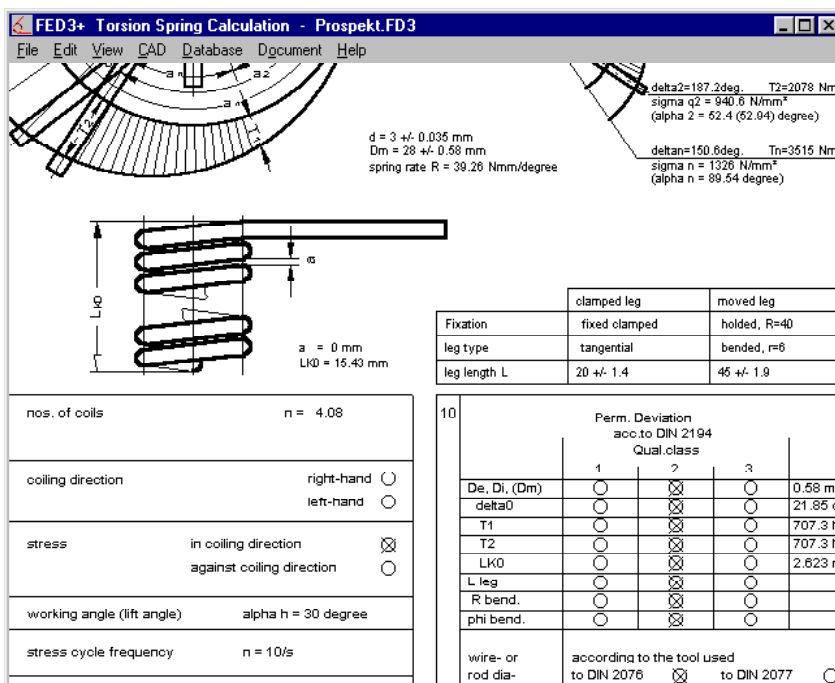 FED3+ Torsion Spring Calculation - Prospekt.FD3
File Edit View CAD Database Document Help
a 2
a n
T2
T1
d = 3 +/- 0.035 mm
Dm = 28 +/- 0.58 mm
spring rate R = 39.26 Nmm/degree
delta2=187.2deg. T2=2078 Nm
sigma q2 = 940.6 N/mm²
(alpha 2 = 52.4 (52.94) degree)
deltan=150.6deg. Tn=3515 Nm
sigma n = 1326 N/mm²
(alpha n = 89.54 degree)
LK0
a
a = 0 mm
LK0 = 15.43 mm
clamped leg moved leg
Fixation fixed clamped holded, R=40
leg type tangential bended, r=6
leg length L 20 +/- 1.4 45 +/- 1.9
nos. of coils n = 4.08
coiling direction right-hand
left-hand
stress in coiling direction
against coiling direction
working angle (lift angle) alpha h = 30 degree
stress cycle frequency n = 10/s
10 Perm. Deviation
acc.to DIN 2194
Qual.class
1 2 3
De, Di, (Dm) 0.58 m
delta0 21.85
T1 707.3
T2 707.3
LK0 2.623
L leg
R bend.
phi bend.
wire- or according to the tool used
rod dia- to DIN 2076 to DIN 2077